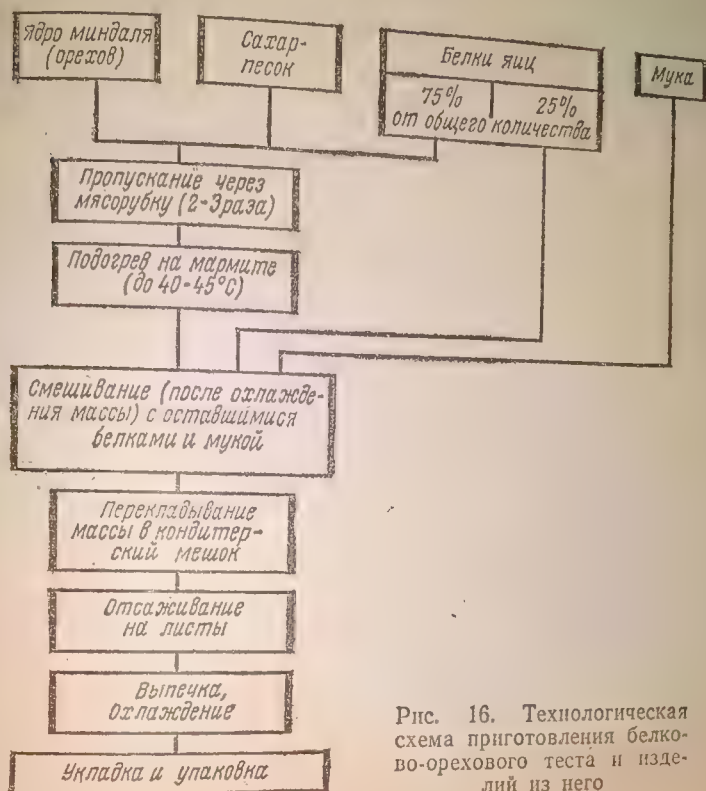 Ядро миндаля
(орехов)
Сахар-
песок
Белки яиц
75% 25%
от общего количества
Мука
Пропускание через
мясорубку (2-3раза)
Подогрев на мармите
(до 40-45°C)
Смешивание (после охлажде-
ния массы) с оставшимися
белками и мукой
Перекладывание
массы в кондитер-
ский мешок
Отсаживание
на листы
Выпечка,
охлаждение
Укладка и упаковка
Рис. 16. Технологическая
схема приготовления белко-
во-орехового теста и изде-
лий из него